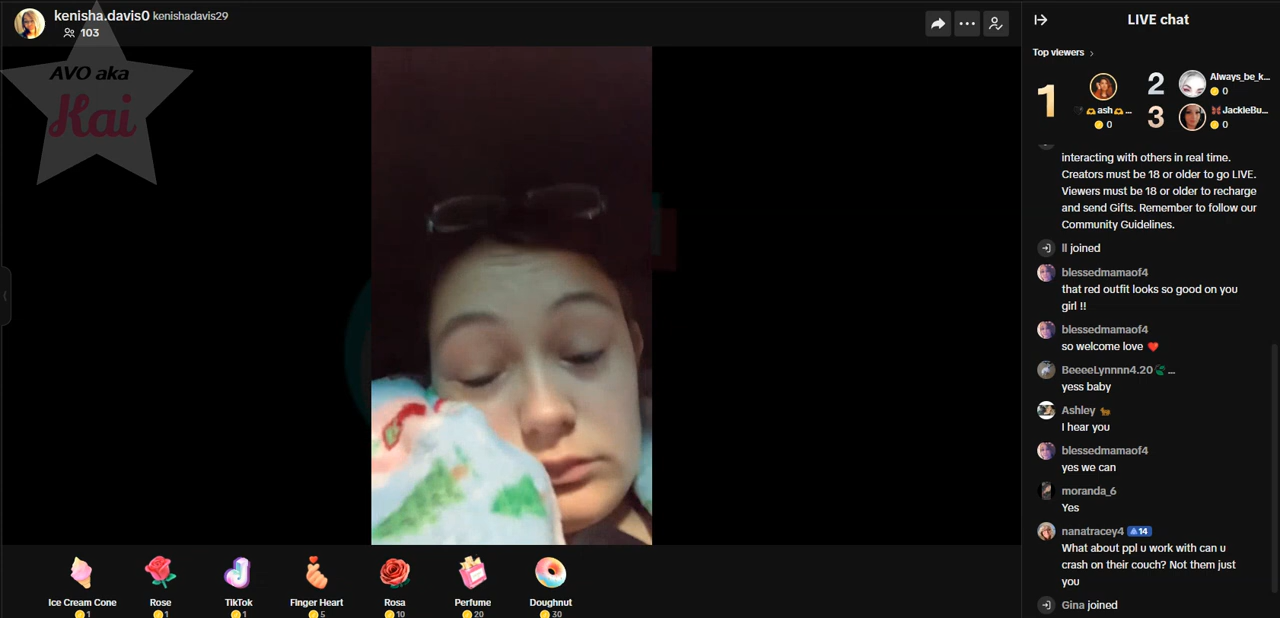 kenisha.davis0 kenishadavis29
103
AVO aka
Kai
LIVE chat
Top viewers
1
ash ...
0
2
Always_be_k...
0
3
JackieBu...
0
interacting with others in real time.
Creators must be 18 or older to go LIVE.
Viewers must be 18 or older to recharge
and send Gifts. Remember to follow our
Community Guidelines.
ll joined
blessedmamaof4
that red outfit looks so good on you
girl !!
blessedmamaof4
so welcome love ❤️
BeeeeLynnnn4.20 ...
yess baby
Ashley
I hear you
blessedmamaof4
yes we can
moranda_6
Yes
nanatracey4 14
What about ppl u work with can u
crash on their couch? Not them just
you
Gina joined
Ice Cream Cone
1
Rose
1
TikTok
1
Finger Heart
5
Rosa
10
Perfume
20
Doughnut
30